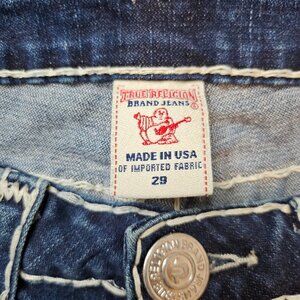 TRUE RELIGION
BRAND JEANS
MADE IN USA
OF IMPORTED FABRIC
29